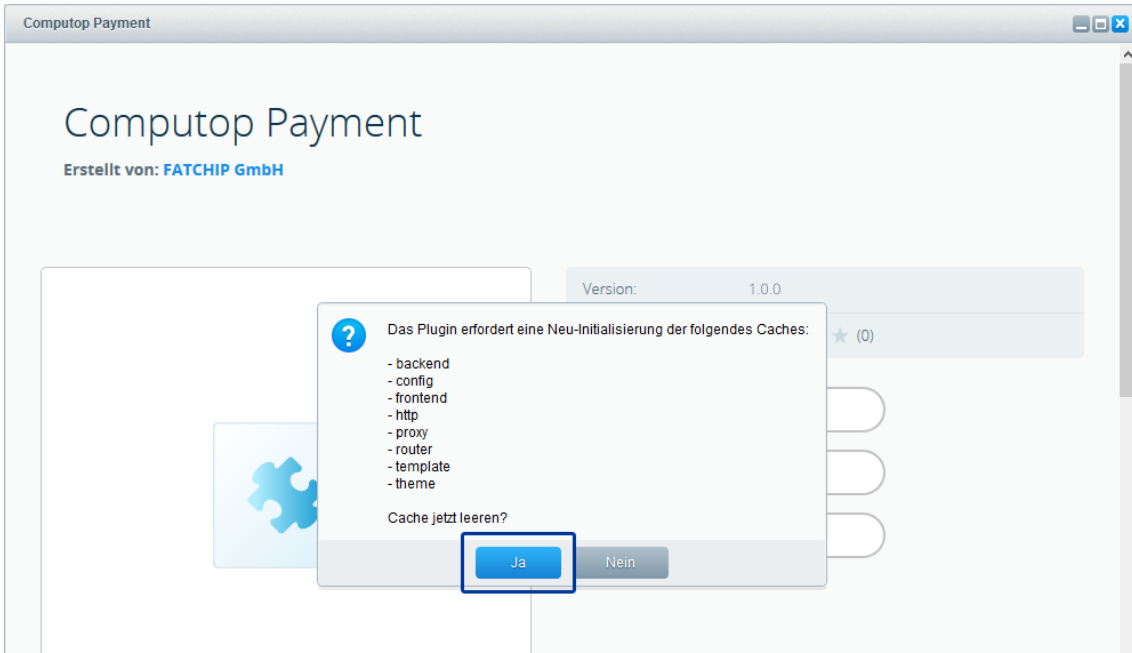 Computop Payment
Computop Payment
Erstellt von: FATCHIP GmbH
Version: 1.0.0
(0)
Das Plugin erfordert eine Neu-Initialisierung der folgendes Caches:
- backend
- config
- frontend
- http
- proxy
- router
- template
- theme
Cache jetzt leeren?
Ja Nein